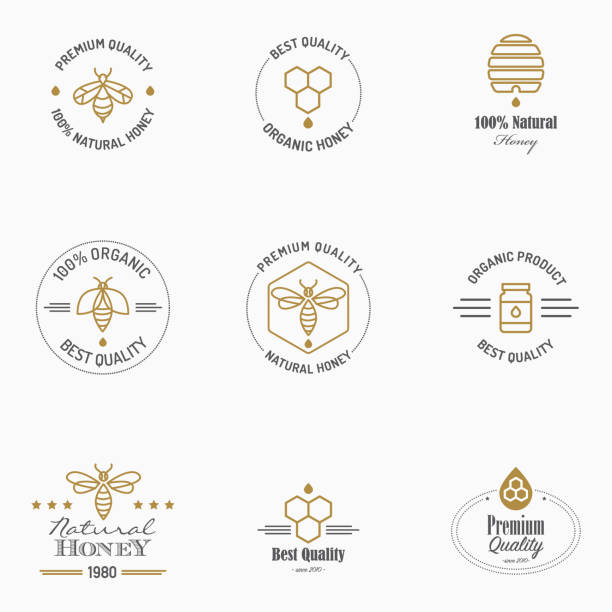 PREMIUM QUALITY
100% NATURAL HONEY
BEST QUALITY
ORGANIC HONEY
100% Natural
Honey
100% ORGANIC
BEST QUALITY
PREMIUM QUALITY
NATURAL HONEY
ORGANIC PRODUCT
BEST QUALITY
Natural
HONEY
1980
Best Quality
- since 2010 -
Premium
Quality
- since 2010 -